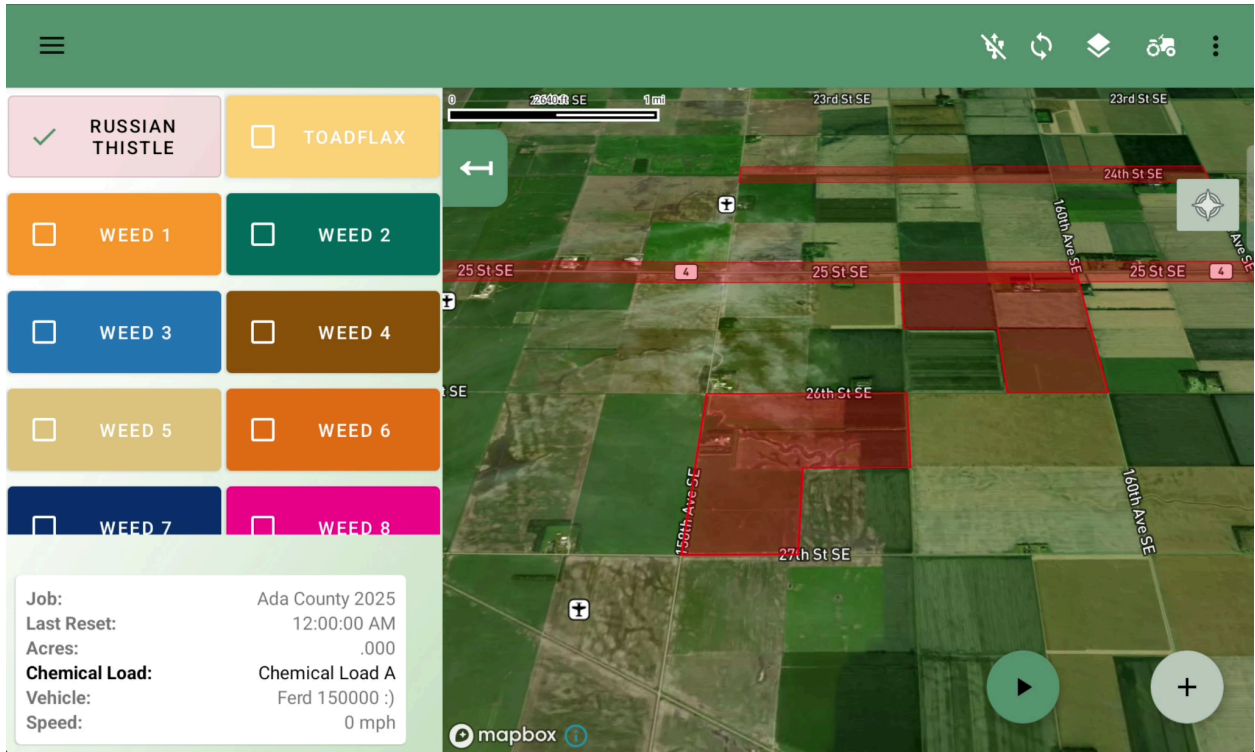 RUSSIAN
THISTLE
TOADFLAX
WEED 1
WEED 2
WEED 3
WEED 4
WEED 5
WEED 6
WEED 7
WEED 8
Job: Ada County 2025
Last Reset: 12:00:00 AM
Acres: .000
Chemical Load: Chemical Load A
Vehicle: Ferd 150000 :)
Speed: 0 mph
0 2640 ft SE 1 mi
23rd St SE
23rd St SE
24th St SE
160th Ave SE
Ave SE
25 St SE
4
25 St SE
25 St SE
4
t SE
26th St SE
158th Ave SE
160th Ave SE
27th St SE
mapbox